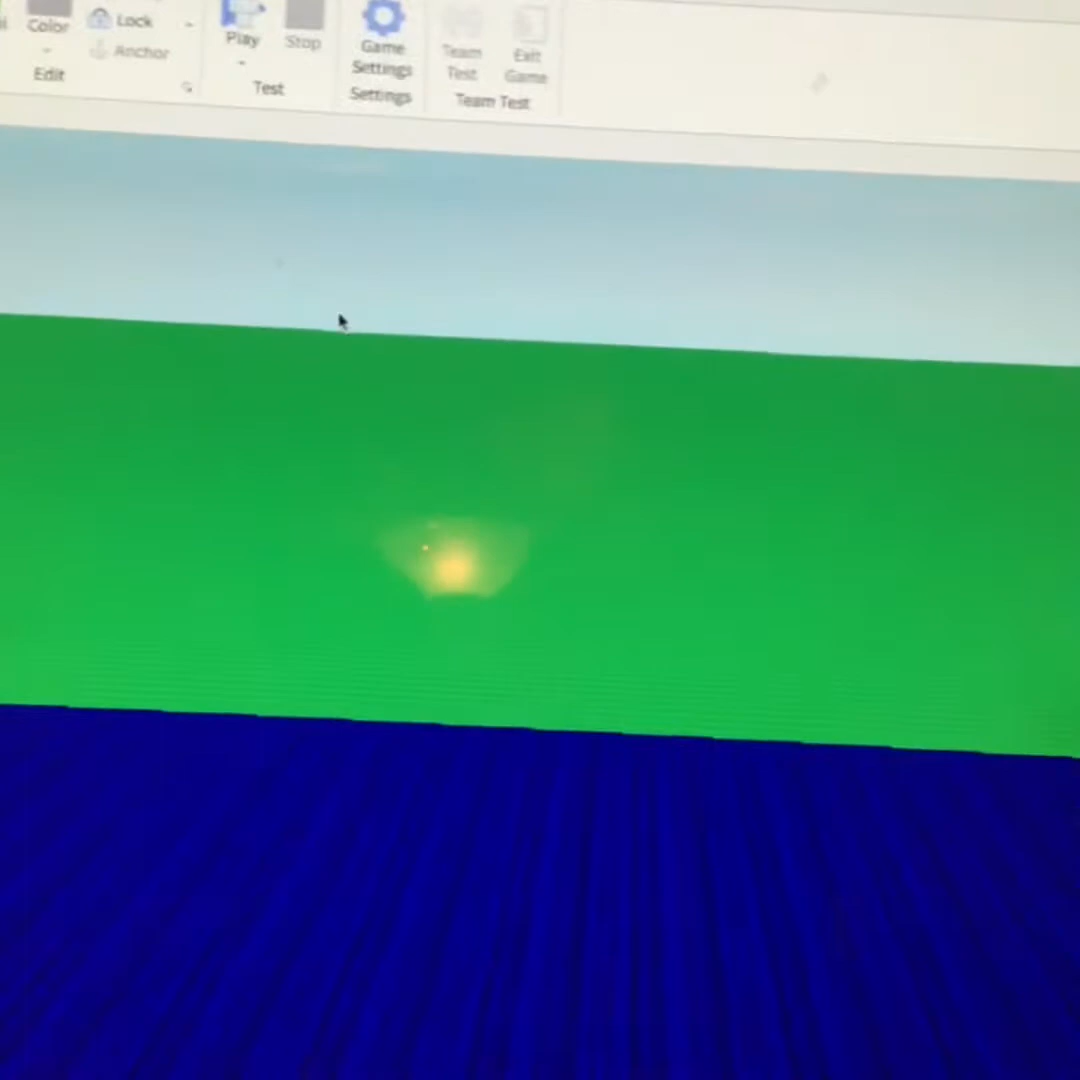 Color
Lock
Anchor
Edit
Play
Stop
Test
Game
Settings
Settings
Team
Test
Exit
Game
Team Test